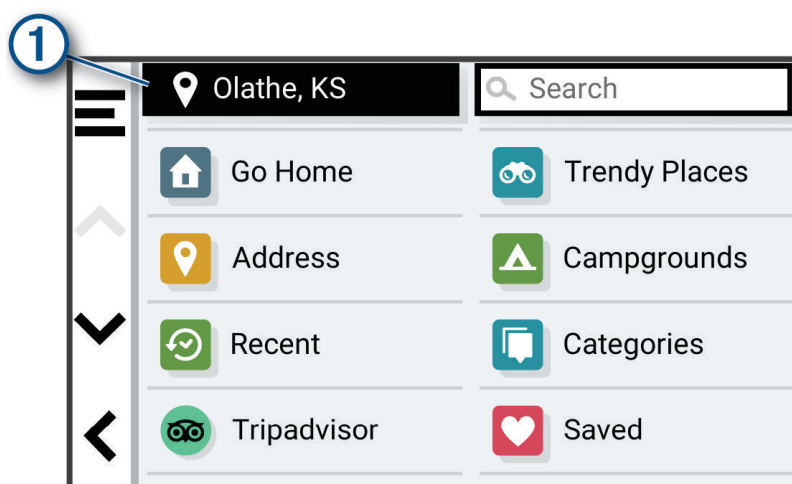 1
Olathe, KS
Search
Go Home
Trendy Places
Address
Campgrounds
Recent
Categories
Tripadvisor
Saved